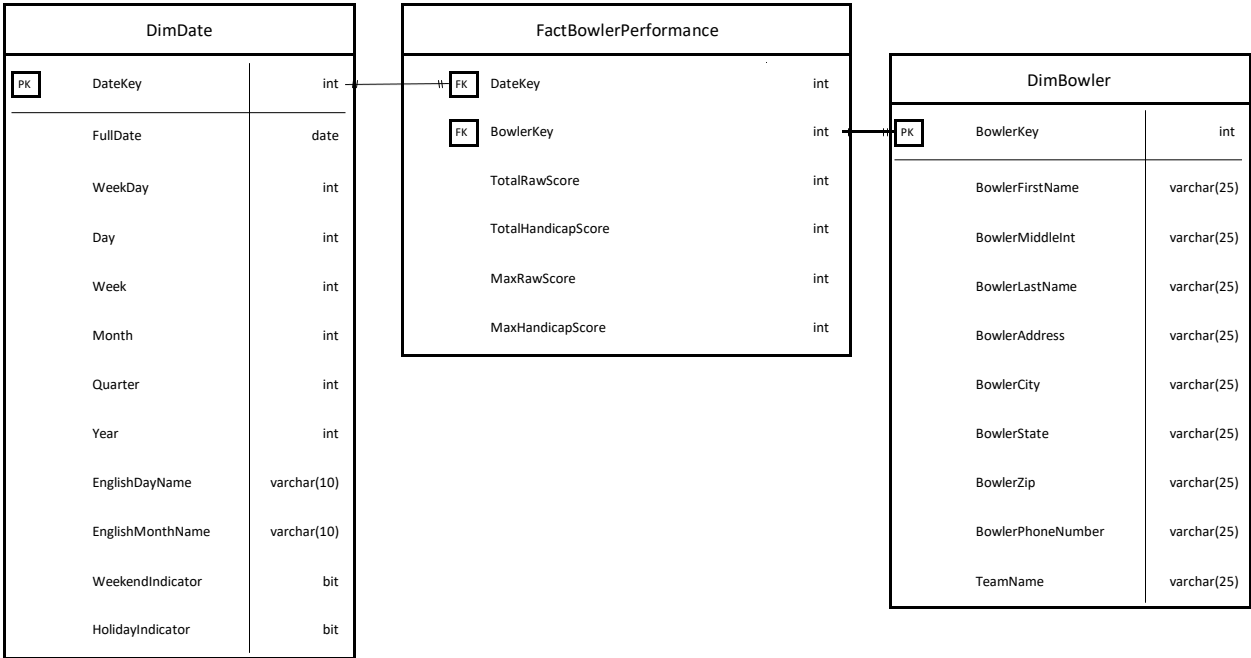 DimDate
PK DateKey int
FullDate date
WeekDay int
Day int
Week int
Month int
Quarter int
Year int
EnglishDayName varchar(10)
EnglishMonthName varchar(10)
WeekendIndicator bit
HolidayIndicator bit
FactBowlerPerformance
FK DateKey int
FK BowlerKey int
TotalRawScore int
TotalHandicapScore int
MaxRawScore int
MaxHandicapScore int
DimBowler
PK BowlerKey int
BowlerFirstName varchar(25)
BowlerMiddleInt varchar(25)
BowlerLastName varchar(25)
BowlerAddress varchar(25)
BowlerCity varchar(25)
BowlerState varchar(25)
BowlerZip varchar(25)
BowlerPhoneNumber varchar(25)
TeamName varchar(25)